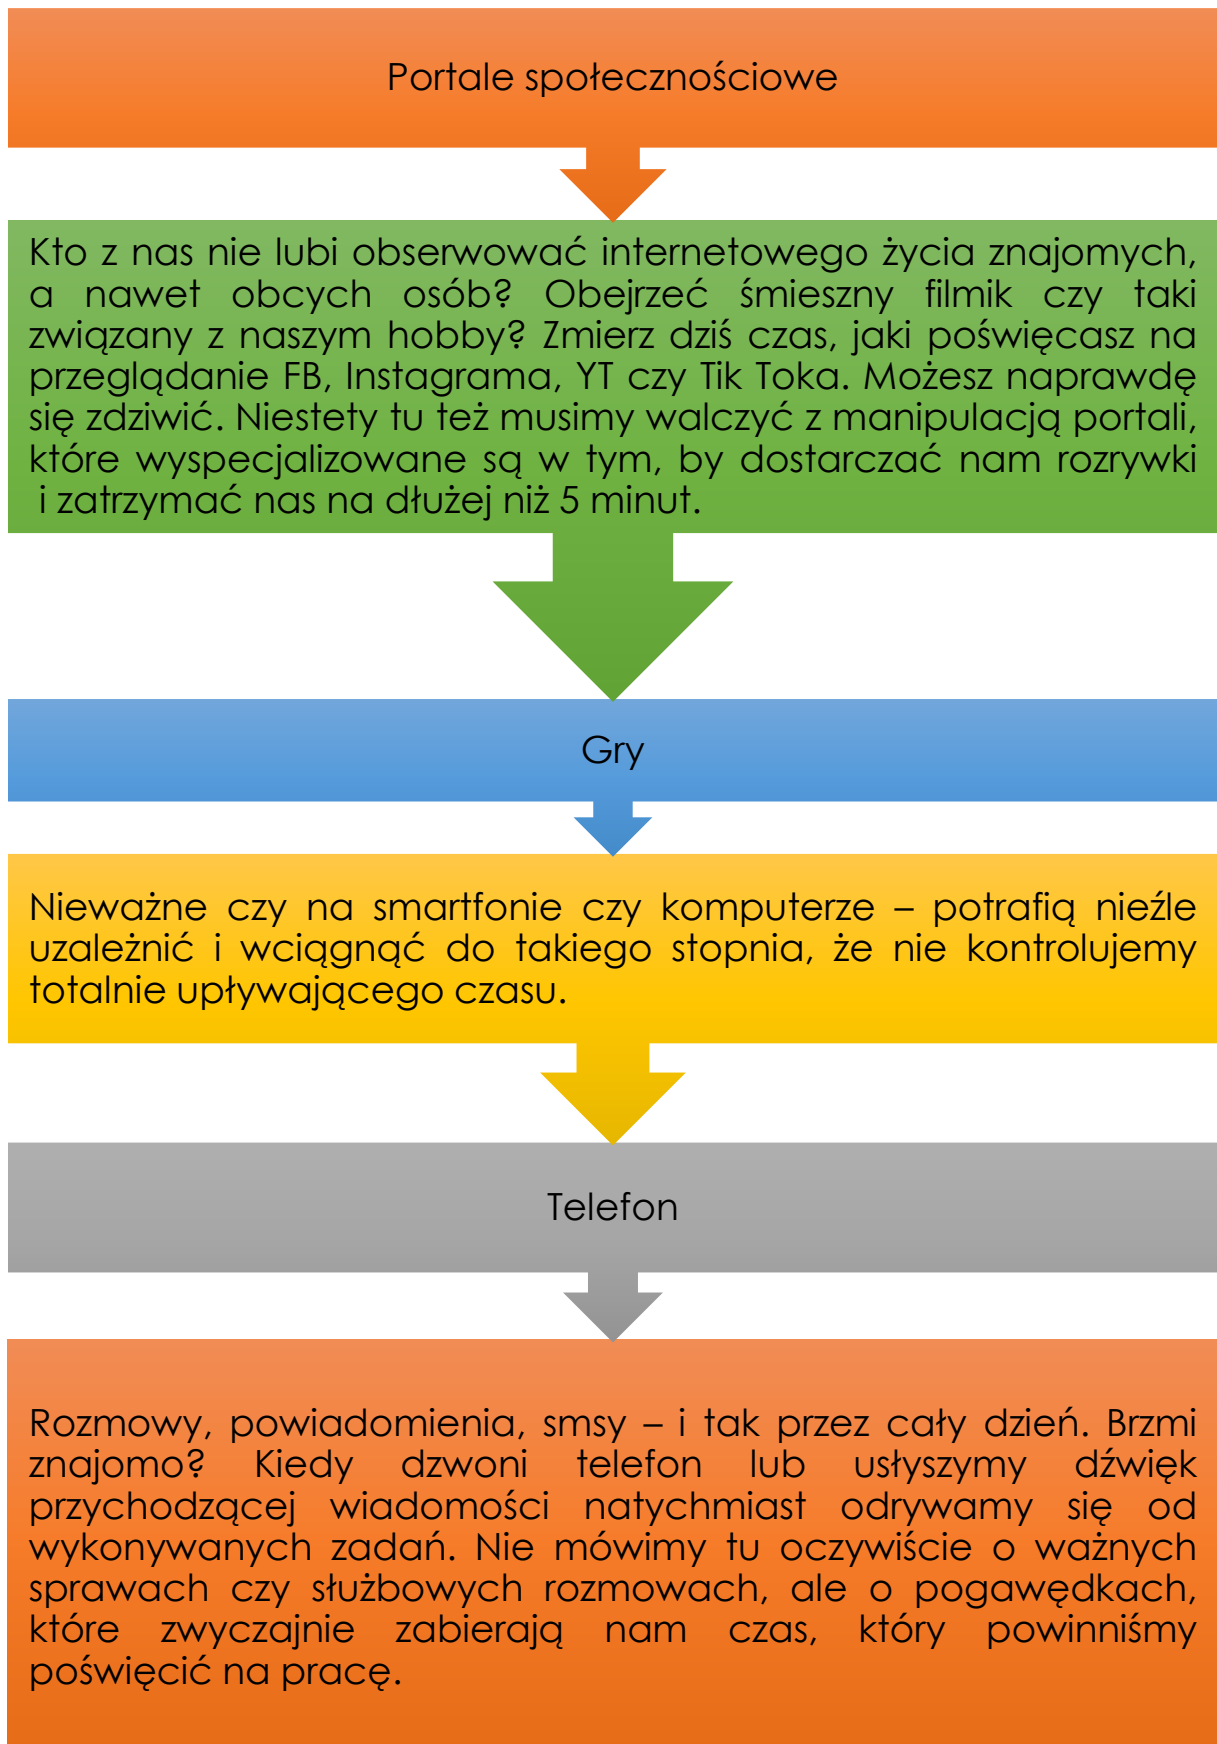 Portale społecznościowe
Kto z nas nie lubi obserwować internetowego życia znajomych,
a nawet obcych osób? Obejrzeć śmieszny filmik czy taki
związany z naszym hobby? Zmierz dziś czas, jaki poświęcasz na
przeglądanie FB, Instagrama, YT czy Tik Toka. Możesz naprawdę
się zdziwić. Niestety tu też musimy walczyć z manipulacją portali,
które wyspecjalizowane są w tym, by dostarczać nam rozrywki
i zatrzymać nas na dłużej niż 5 minut.
Gry
Nieważne czy na smartfonie czy komputerze – potrafią nieźle
uzależnić i wciągnąć do takiego stopnia, że nie kontrolujemy
totalnie upływającego czasu.
Telefon
Rozmowy, powiadomienia, smsy – i tak przez cały dzień. Brzmi
znajomo? Kiedy dzwoni telefon lub usłyszymy dźwięk
przychodzącej wiadomości natychmiast odrywamy się od
wykonywanych zadań. Nie mówimy tu oczywiście o ważnych
sprawach czy służbowych rozmowach, ale o pogawędkach,
które zwyczajnie zabierają nam czas, który powinniśmy
poświęcić na pracę.